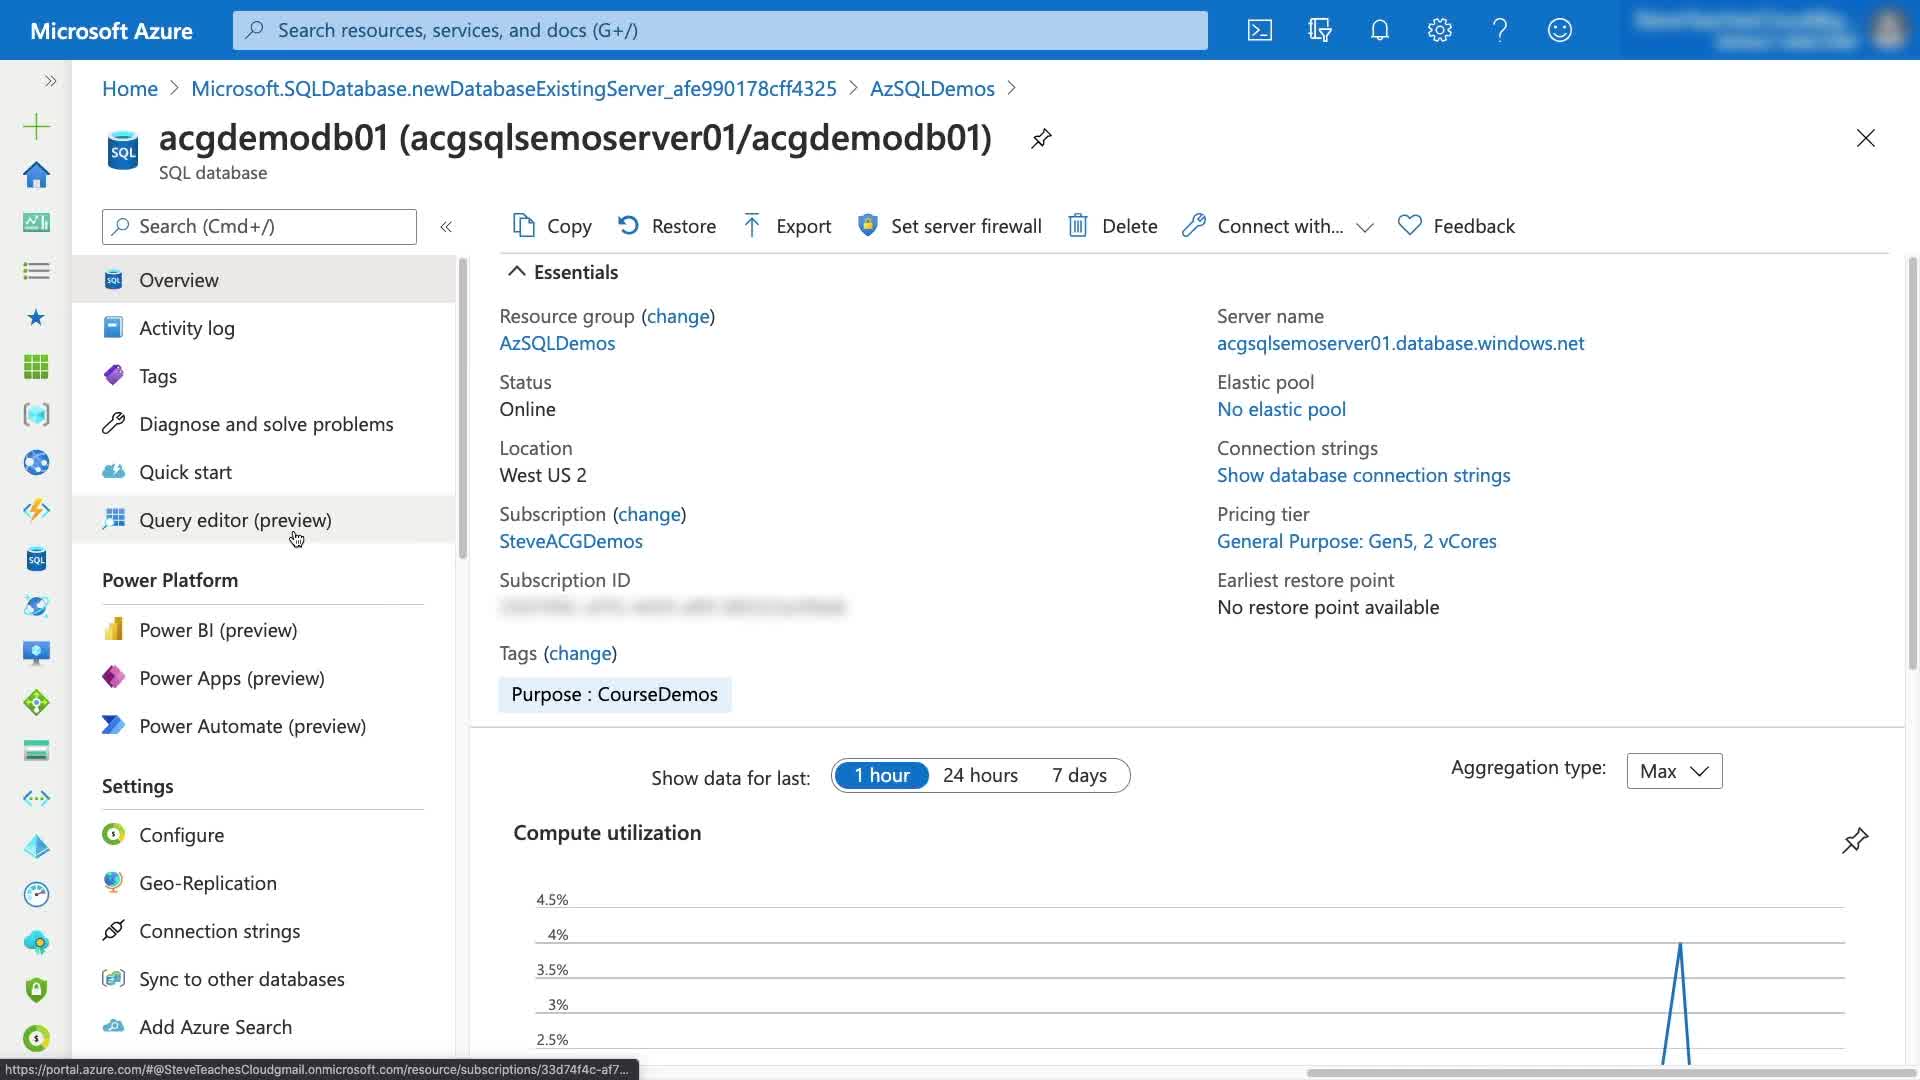 Microsoft Azure
Search resources, services, and docs (G+/)
Home > Microsoft.SQLDatabase.newDatabaseExistingServer_afe990178cff4325 > AzSQLDemos >
SQL
acgdemodb01 (acgsqlsemoserver01/acgdemodb01)
SQL database
Search (Cmd+/)
«
Copy
Restore
Export
Set server firewall
Delete
Connect with...
Feedback
Overview
Activity log
Tags
Diagnose and solve problems
Quick start
Query editor (preview)
Power Platform
Power BI (preview)
Power Apps (preview)
Power Automate (preview)
Settings
Configure
Geo-Replication
Connection strings
Sync to other databases
Add Azure Search
Essentials
Resource group (change)
AzSQLDemos
Status
Online
Location
West US 2
Subscription (change)
SteveACGDemos
Subscription ID
Tags (change)
Purpose : CourseDemos
Server name
acgsqlsemoserver01.database.windows.net
Elastic pool
No elastic pool
Connection strings
Show database connection strings
Pricing tier
General Purpose: Gen5, 2 vCores
Earliest restore point
No restore point available
Show data for last:
1 hour
24 hours
7 days
Aggregation type:
Max
Compute utilization
4.5%
4%
3.5%
3%
2.5%
https://portal.azure.com/#@SteveTeachesCloudgmail.onmicrosoft.com/resource/subscriptions/33d74f4c-af7...